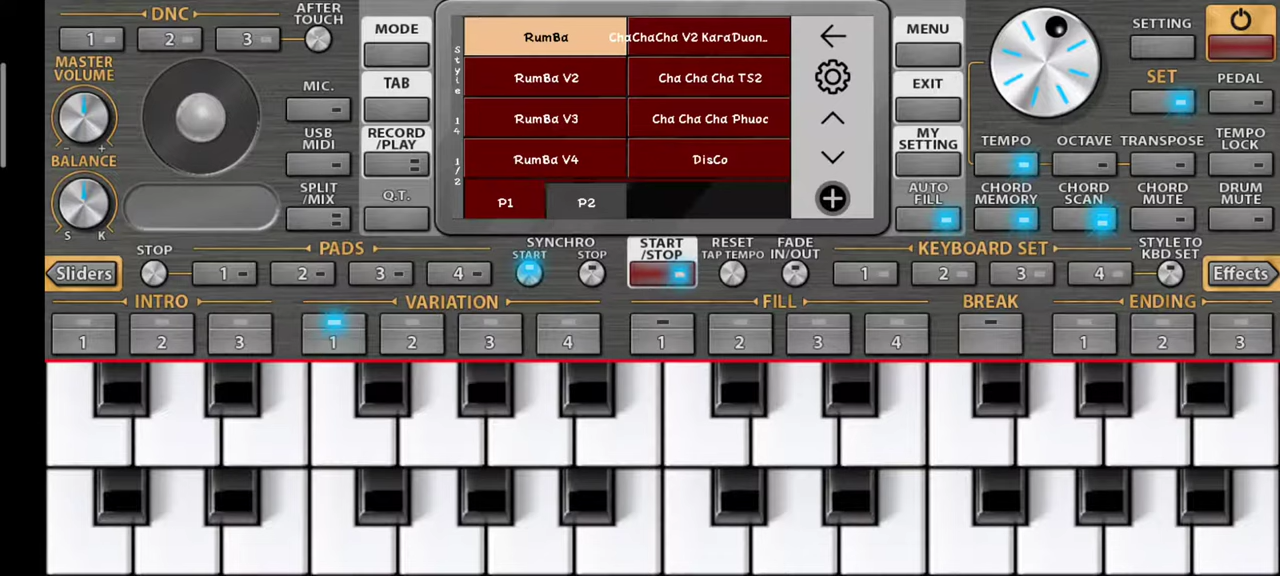 DNC
1
2
3
AFTER
TOUCH
MASTER
VOLUME
- +
BALANCE
S K
MIC.
USB
MIDI
SPLIT
/MIX
MODE
TAB
RECORD
/PLAY
Q.T.
Style
14
1/2
RumBa
ChaChaCha V2 KaraDuon..
RumBa V2
Cha Cha Cha TS2
RumBa V3
Cha Cha Cha Phuoc
RumBa V4
DisCo
P1
P2
MENU
EXIT
MY
SETTING
AUTO
FILL
SETTING
SET
PEDAL
TEMPO
OCTAVE
TRANSPOSE
TEMPO
LOCK
CHORD
MEMORY
CHORD
SCAN
CHORD
MUTE
DRUM
MUTE
Sliders
STOP
PADS
1
2
3
4
SYNCHRO
START
STOP
START
/STOP
RESET
TAP TEMPO
FADE
IN/OUT
KEYBOARD SET
1
2
3
4
STYLE TO
KBD SET
Effects
INTRO
1
2
3
VARIATION
1
2
3
4
FILL
1
2
3
4
BREAK
ENDING
1
2
3